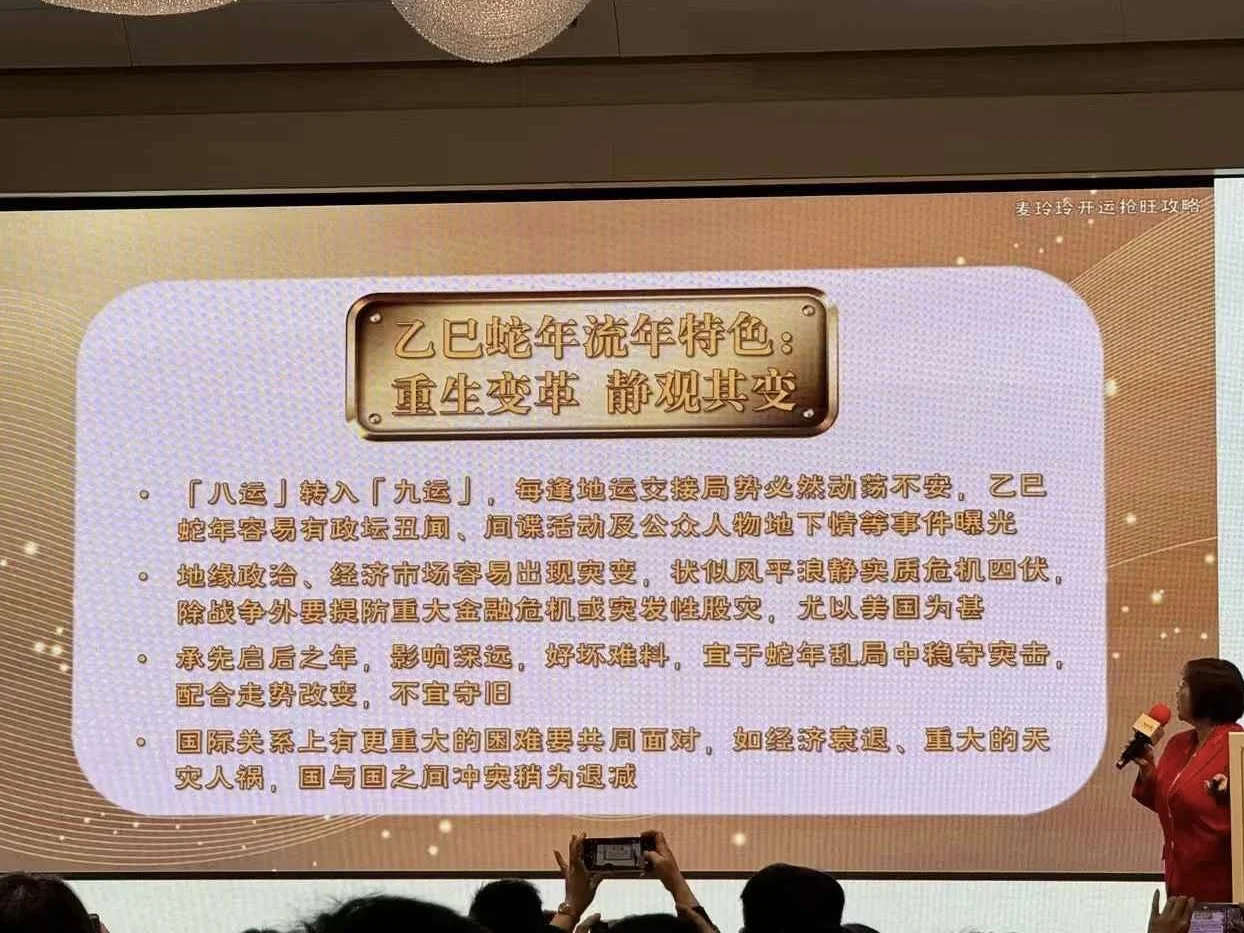 麦玲玲开运抢旺攻略
乙巳蛇年流年特色：
重生变革 静观其变
• 「八运」转入「九运」，每逢地运交接局势必然动荡不安，乙巳
蛇年容易有政坛丑闻、间谍活动及公众人物地下情等事件曝光
• 地缘政治、经济市场容易出现突变，状似风平浪静实质危机四伏，
除战争外要提防重大金融危机或突发性股灾，尤以美国为甚
• 承先启后之年，影响深远，好坏难料，宜于蛇年乱局中稳守突击，
配合走势改变，不宜守旧
• 国际关系上有更重大的困难要共同面对，如经济衰退、重大的天
灾人祸，国与国之间冲突稍为退减